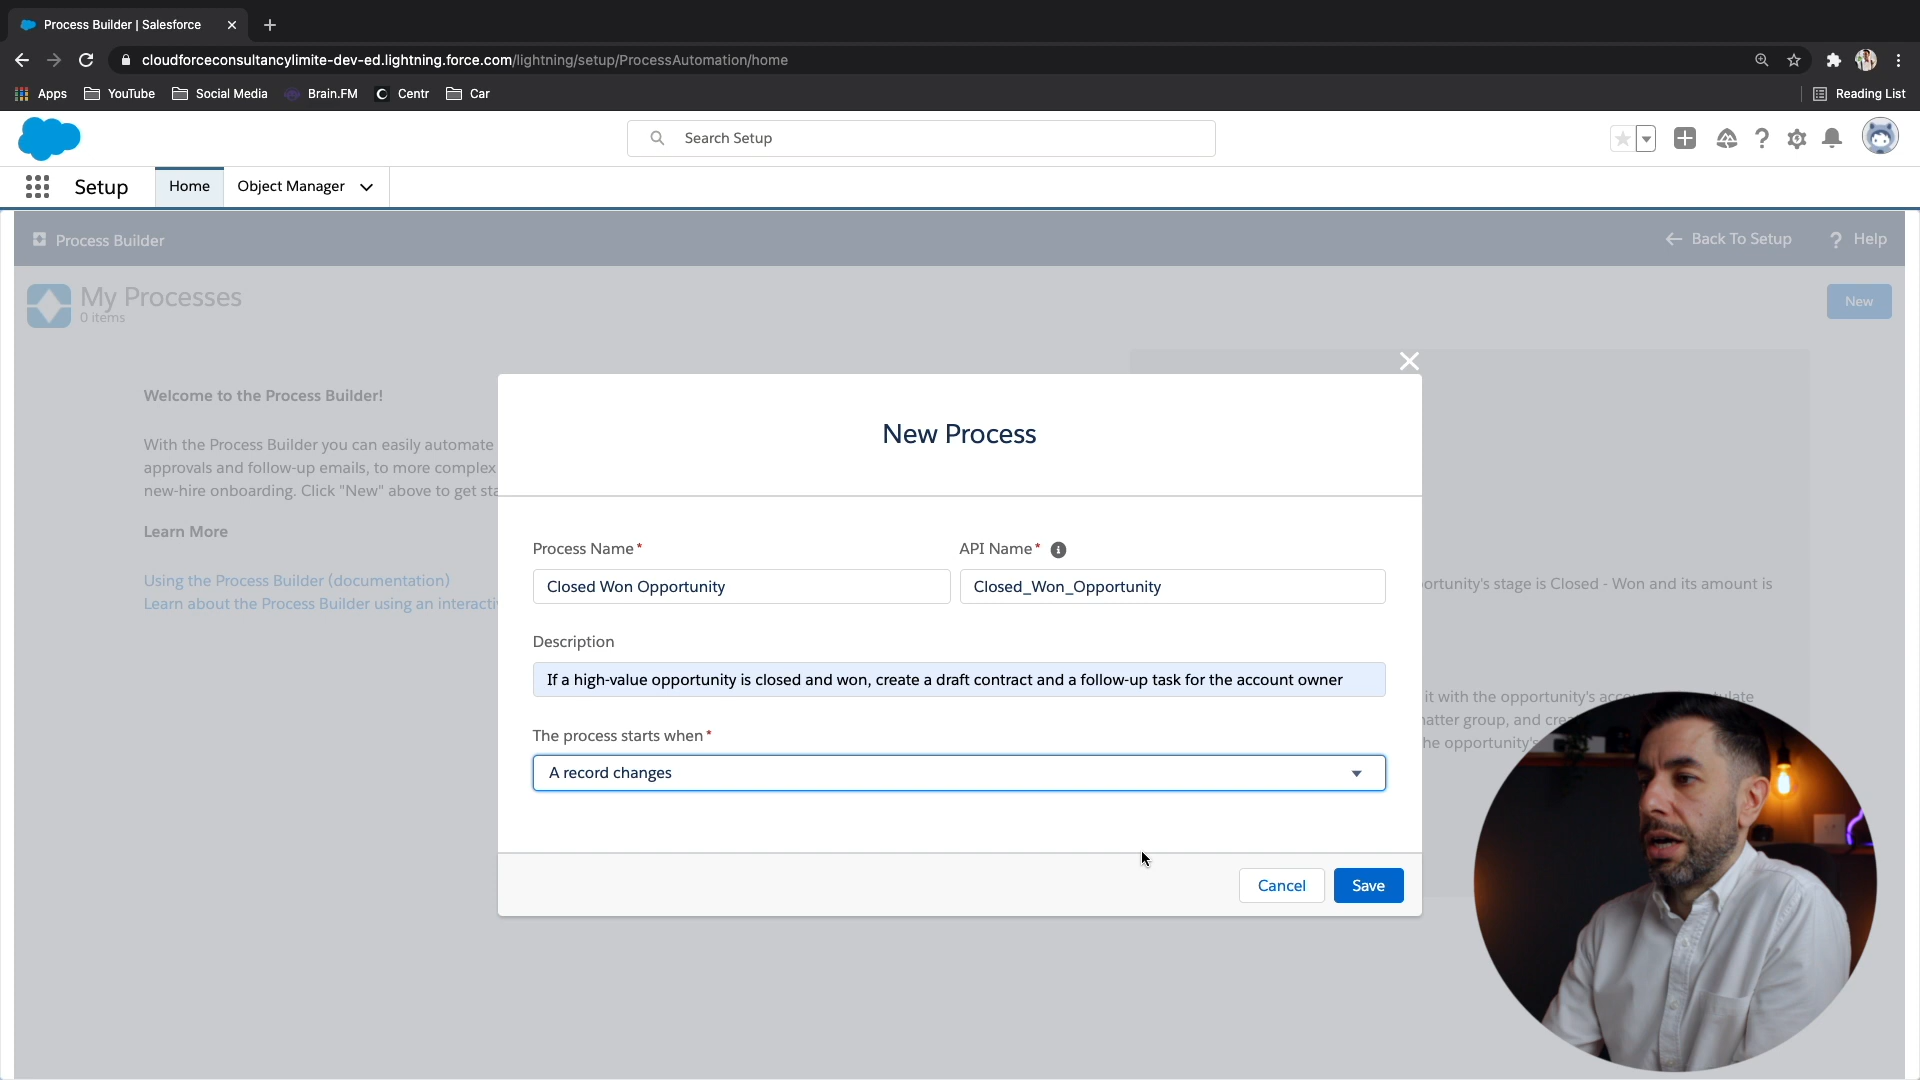 Process Builder | Salesforce
cloudforceconsultancylimite-dev-ed.lightning.force.com/lightning/setup/ProcessAutomation/home
Apps YouTube Social Media Brain.FM Centr Car Reading List
Search Setup
Setup Home Object Manager
Process Builder Back To Setup ? Help
My Processes
0 items
New
Welcome to the Process Builder!
With the Process Builder you can easily automate
approvals and follow-up emails, to more complex
new-hire onboarding. Click "New" above to get sta
Learn More
Using the Process Builder (documentation)
Learn about the Process Builder using an interacti
New Process
Process Name*
API Name*
Closed Won Opportunity
Closed_Won_Opportunity
Description
If a high-value opportunity is closed and won, create a draft contract and a follow-up task for the account owner
The process starts when*
A record changes
Cancel Save
ortunity's stage is Closed - Won and its amount is
it with the opportunity's
atter group, and
he opportunity's